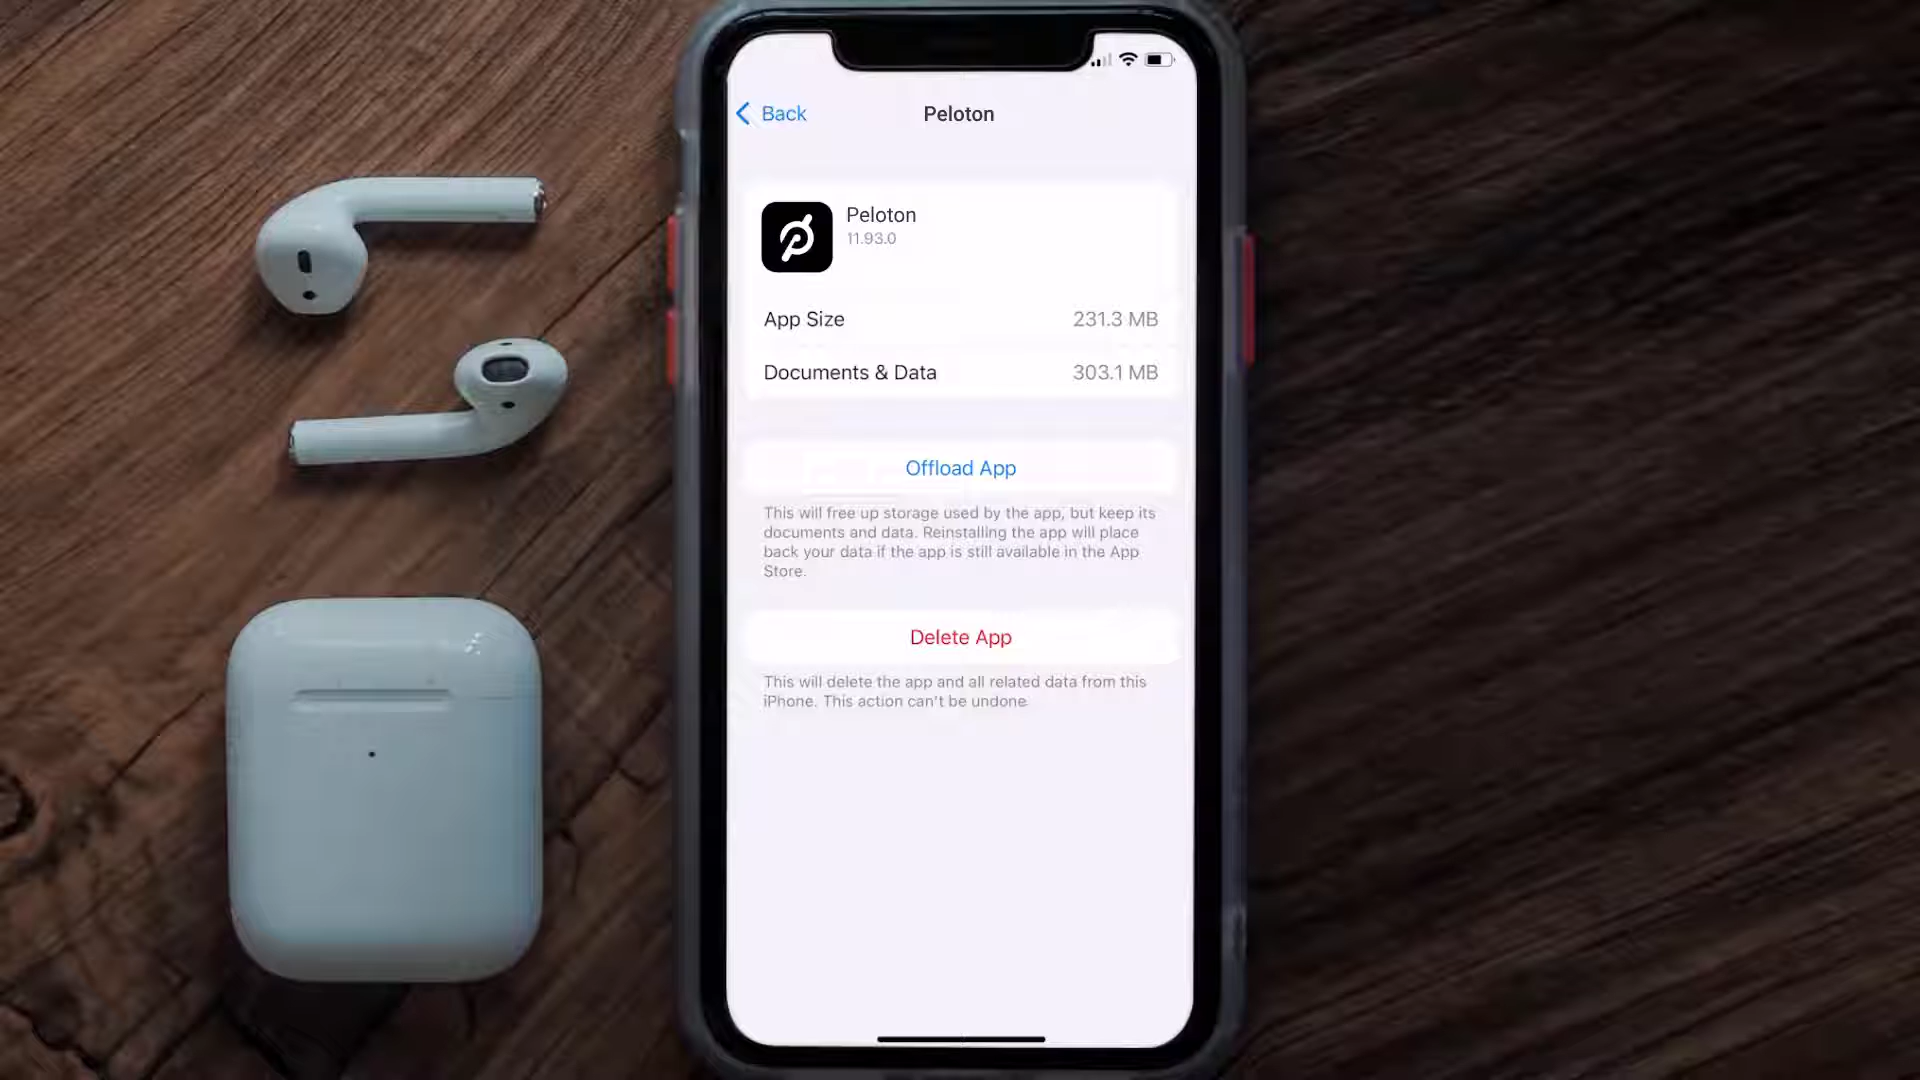 Back
Peloton
Peloton
11.93.0
App Size 231.3 MB
Documents & Data 303.1 MB
Offload App
This will free up storage used by the app, but keep its
documents and data. Reinstalling the app will place
back your data if the app is still available in the App
Store.
Delete App
This will delete the app and all related data from this
iPhone. This action can't be undone.